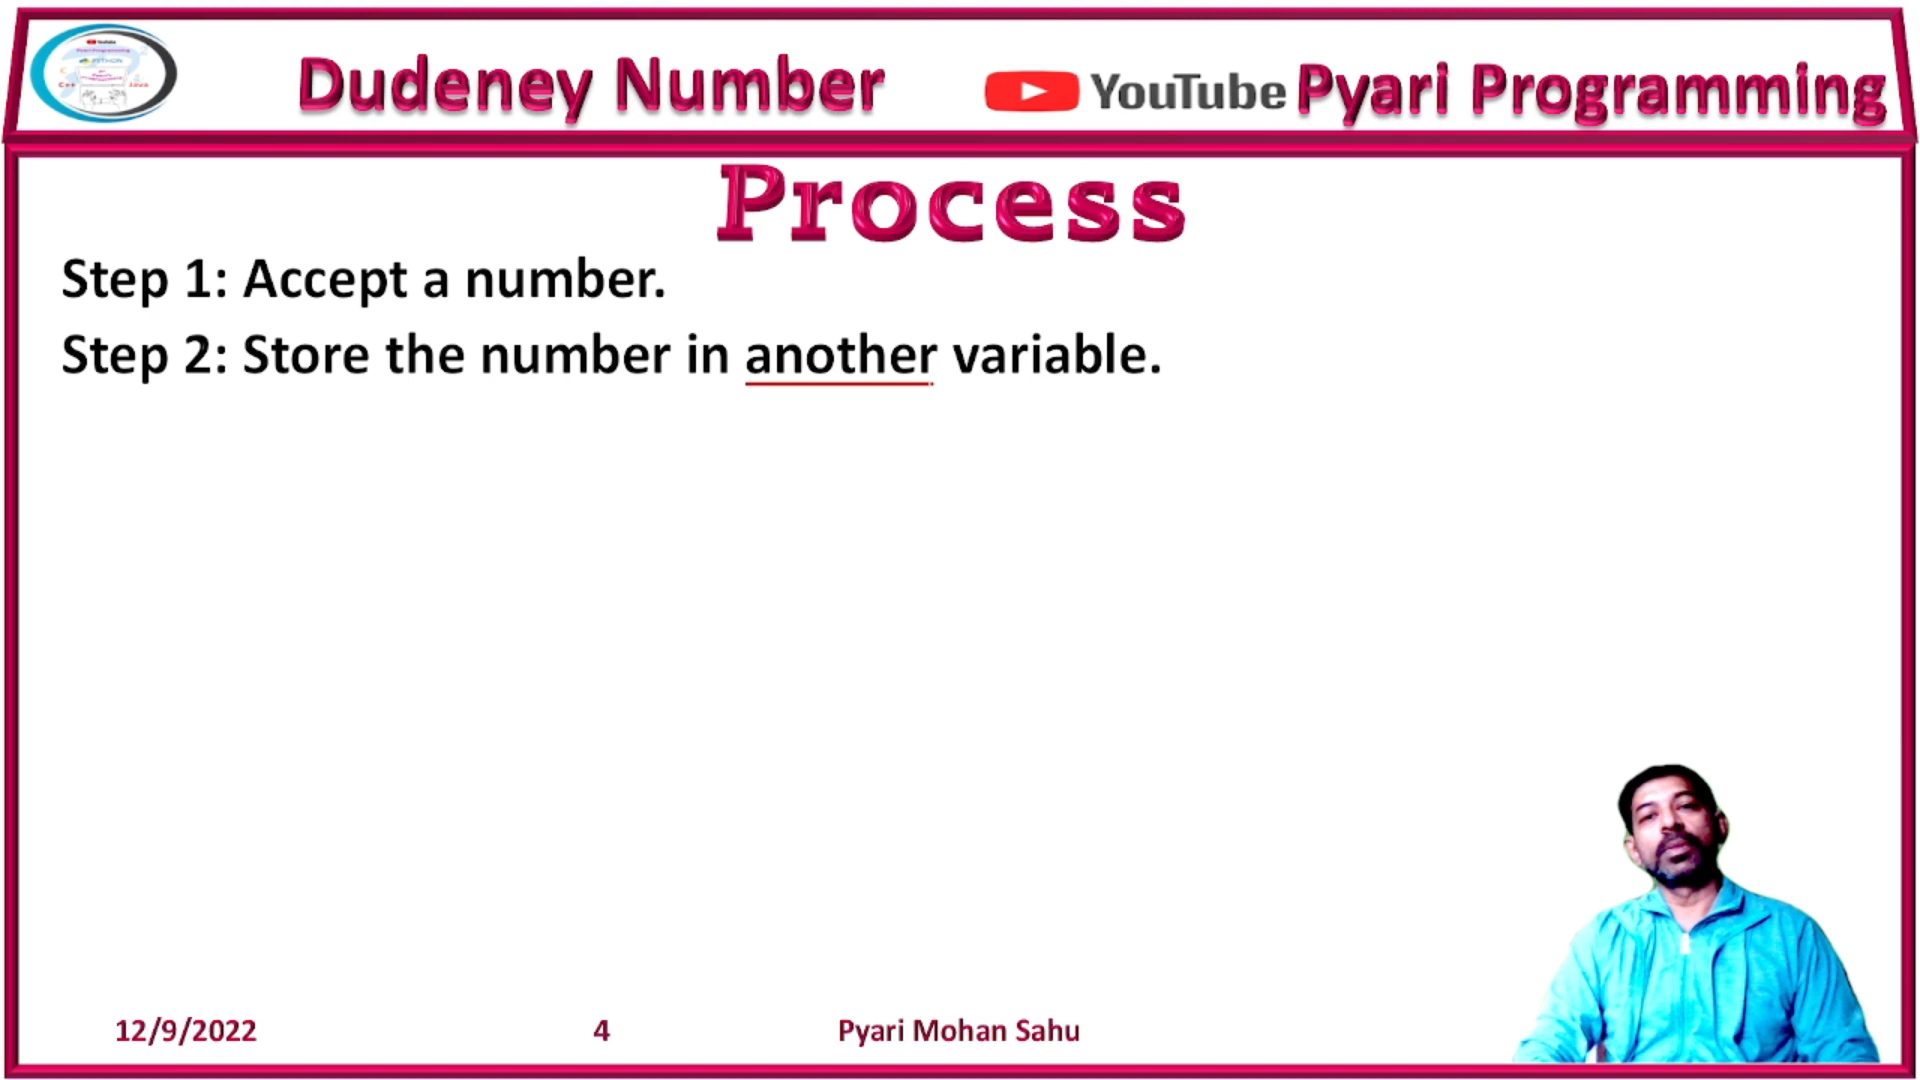 Dudeney Number
YouTube Pyari Programming
Process
Step 1: Accept a number.
Step 2: Store the number in another variable.
12/9/2022
4
Pyari Mohan Sahu